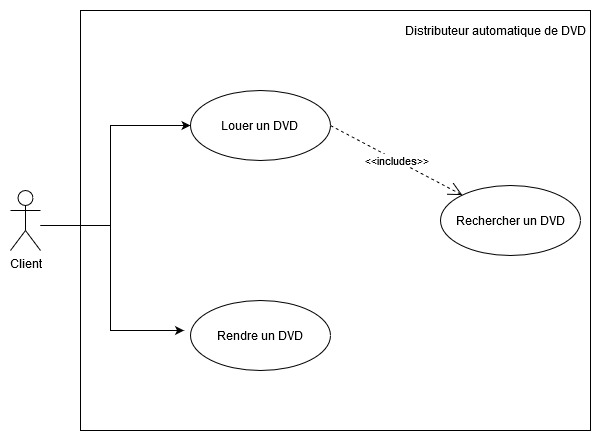 Distributeur automatique de DVD
Louer un DVD
<<includes>>
Rechercher un DVD
Client
Rendre un DVD